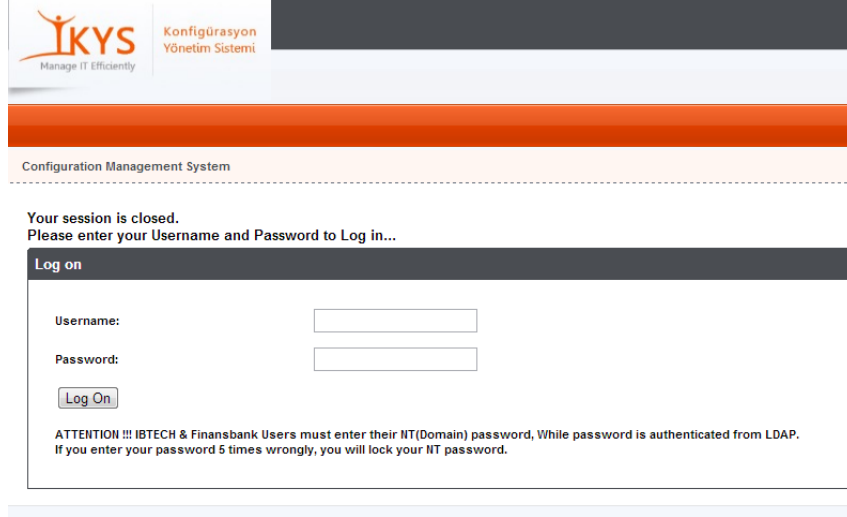 İKYS
Manage IT Efficiently
Konfigürasyon
Yönetim Sistemi
Configuration Management System
Your session is closed.
Please enter your Username and Password to Log in...
Log on
Username:
Password:
Log On
ATTENTION !!! IBTECH & Finansbank Users must enter their NT(Domain) password, While password is authenticated from LDAP.
If you enter your password 5 times wrongly, you will lock your NT password.